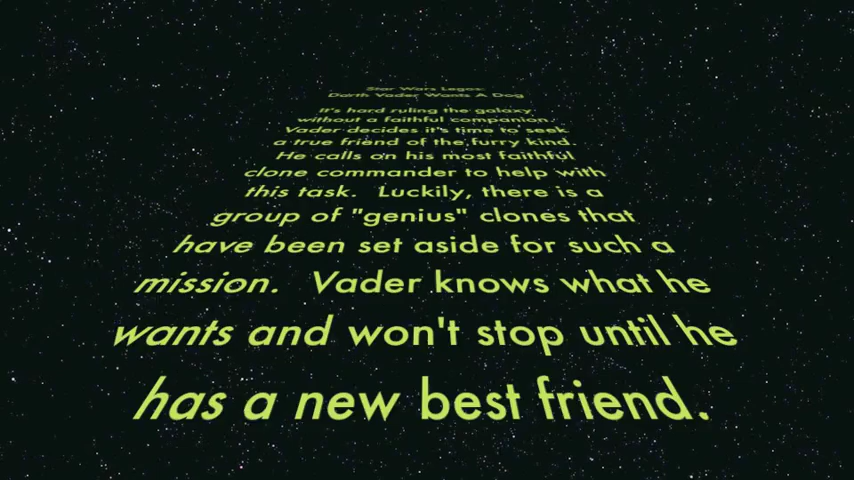 Star Wars Legos:
Darth Vader Wants A Dog
It's hard ruling the galaxy
without a faithful companion.
Vader decides it's time to seek
a true friend of the furry kind.
He calls on his most faithful
clone commander to help with
this task. Luckily, there is a
group of "genius" clones that
have been set aside for such a
mission. Vader knows what he
wants and won't stop until he
has a new best friend.